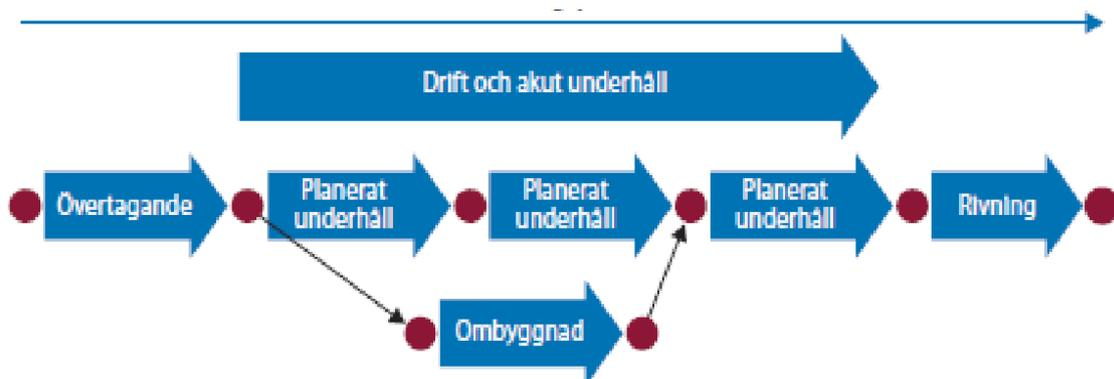 Drift och akut underhåll
Övertagande
Planerat
underhåll
Planerat
underhåll
Planerat
underhåll
Rivning
Ombyggnad